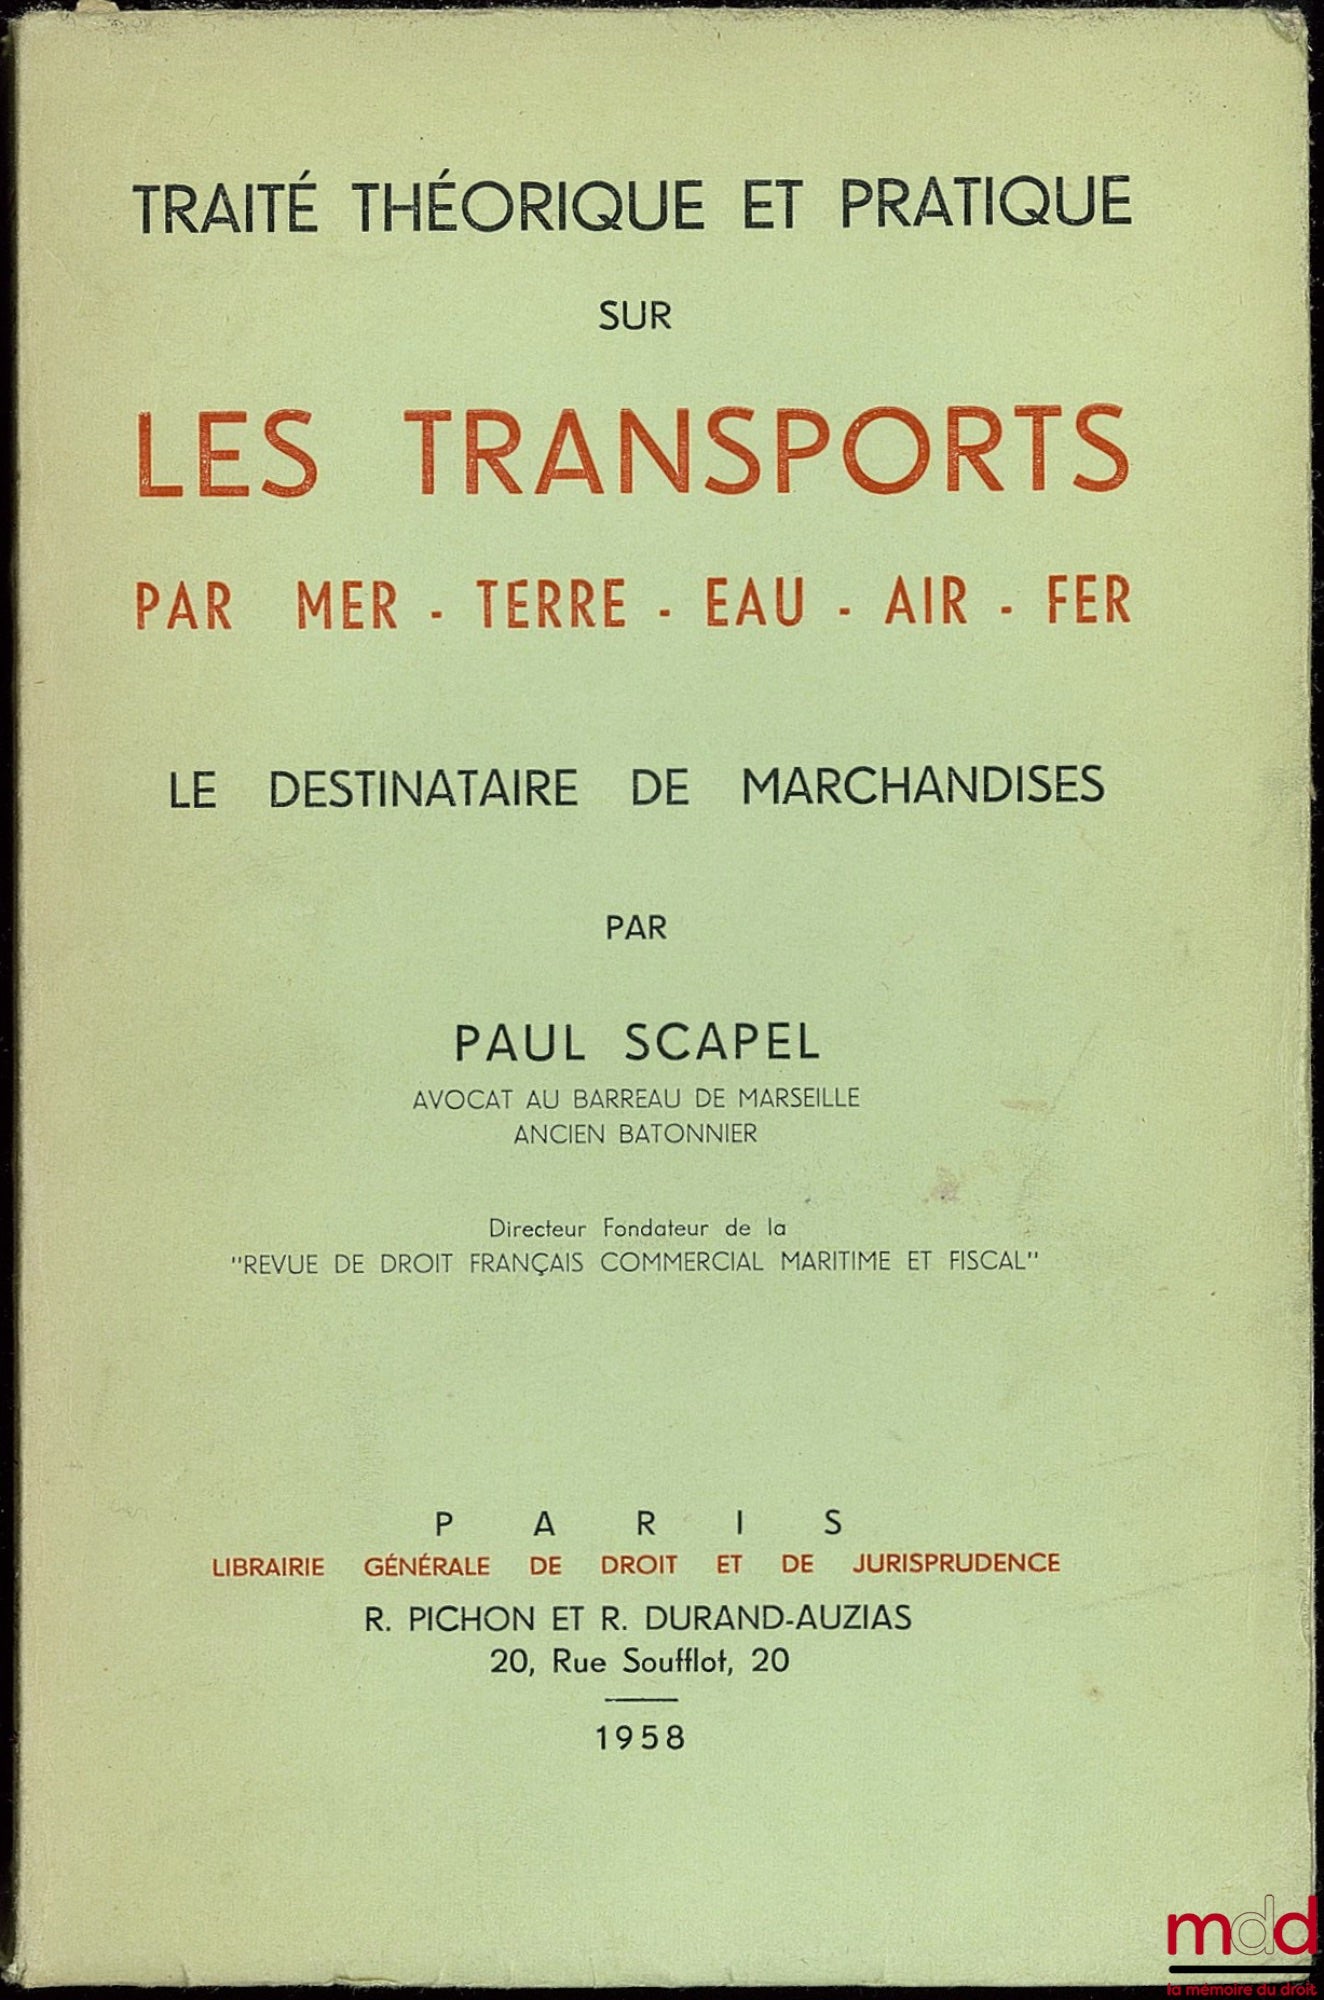 TRAITÉ THÉORIQUE ET PRATIQUE
SUR
LES TRANSPORTS
PAR MER - TERRE - EAU - AIR - FER
LE DESTINATAIRE DE MARCHANDISES
PAR
PAUL SCAPEL
AVOCAT AU BARREAU DE MARSEILLE
ANCIEN BATONNIER
Directeur Fondateur de la
"REVUE DE DROIT FRANÇAIS COMMERCIAL MARITIME ET FISCAL"
PARIS
LIBRAIRIE GÉNÉRALE DE DROIT ET DE JURISPRUDENCE
R. PICHON ET R. DURAND-AUZIAS
20, Rue Soufflot, 20
1958
mdd
la mémoire du droit